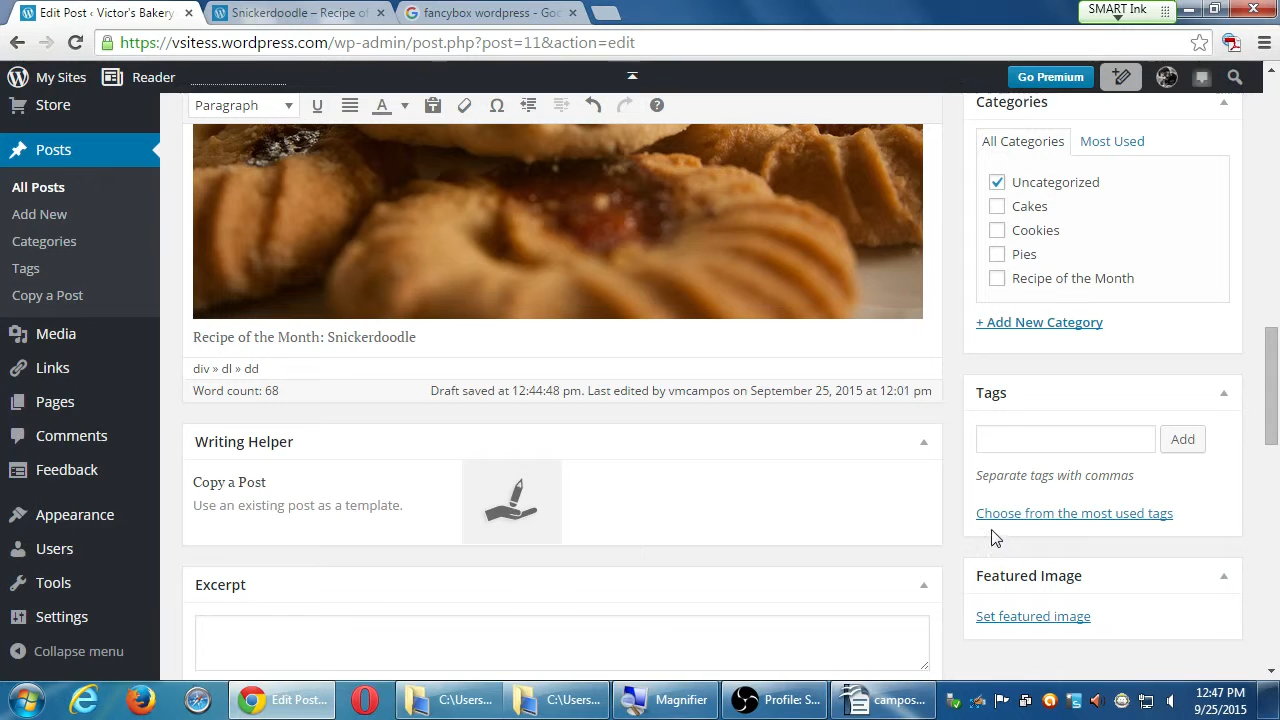 Edit Post ‹ Victor's Bakery
Snickerdoodle – Recipe of
fancybox wordpress - Goo
SMART Ink
https://vsitess.wordpress.com/wp-admin/post.php?post=11&action=edit
My Sites
Reader
Go Premium
Store
Posts
All Posts
Add New
Categories
Tags
Copy a Post
Media
Links
Pages
Comments
Feedback
Appearance
Users
Tools
Settings
Collapse menu
Paragraph
Recipe of the Month: Snickerdoodle
div » dl » dd
Word count: 68
Draft saved at 12:44:48 pm. Last edited by vmcampos on September 25, 2015 at 12:01 pm
Writing Helper
Copy a Post
Use an existing post as a template.
Excerpt
Categories
All Categories
Most Used
Uncategorized
Cakes
Cookies
Pies
Recipe of the Month
+ Add New Category
Tags
Add
Separate tags with commas
Choose from the most used tags
Featured Image
Set featured image
Edit Post...
C:\Users...
C:\Users...
Magnifier
Profile: S...
campos...
12:47 PM
9/25/2015